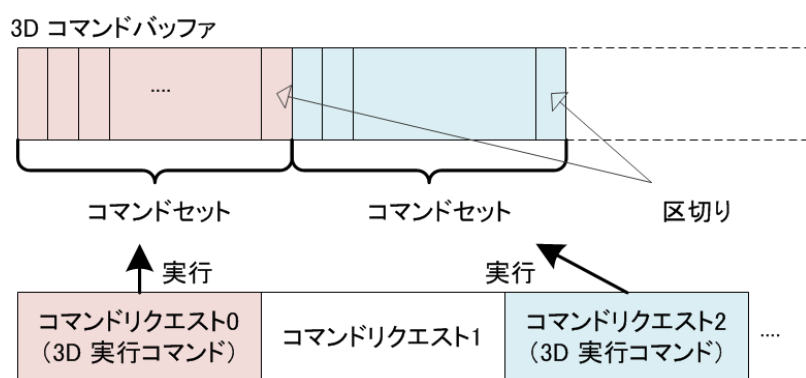 3D コマンドバッファ
....
コマンドセット
コマンドセット
区切り
実行
実行
コマンドリクエスト0
(3D 実行コマンド)
コマンドリクエスト1
コマンドリクエスト2
(3D 実行コマンド)
....